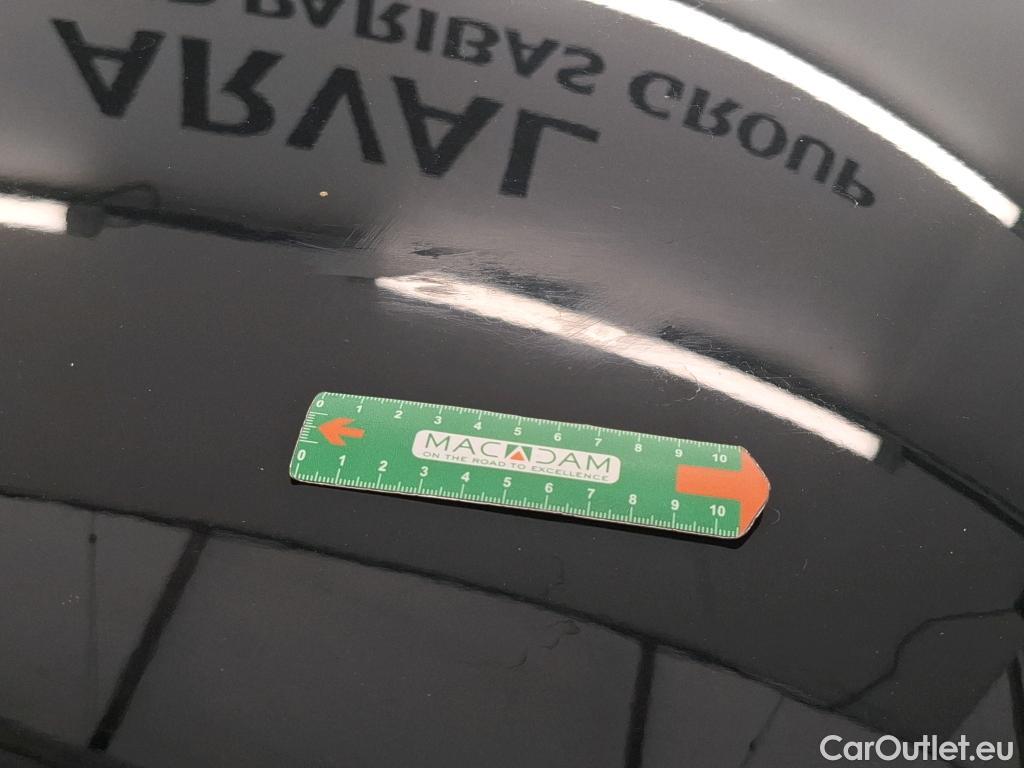 P PARIBAS GROUP
ARVAL
0 1 2 3 4 5 6 7 8 9 10
MACADAM
ON THE ROAD TO EXCELLENCE
0 1 2 3 4 5 6 7 8 9 10
CarOutlet.eu